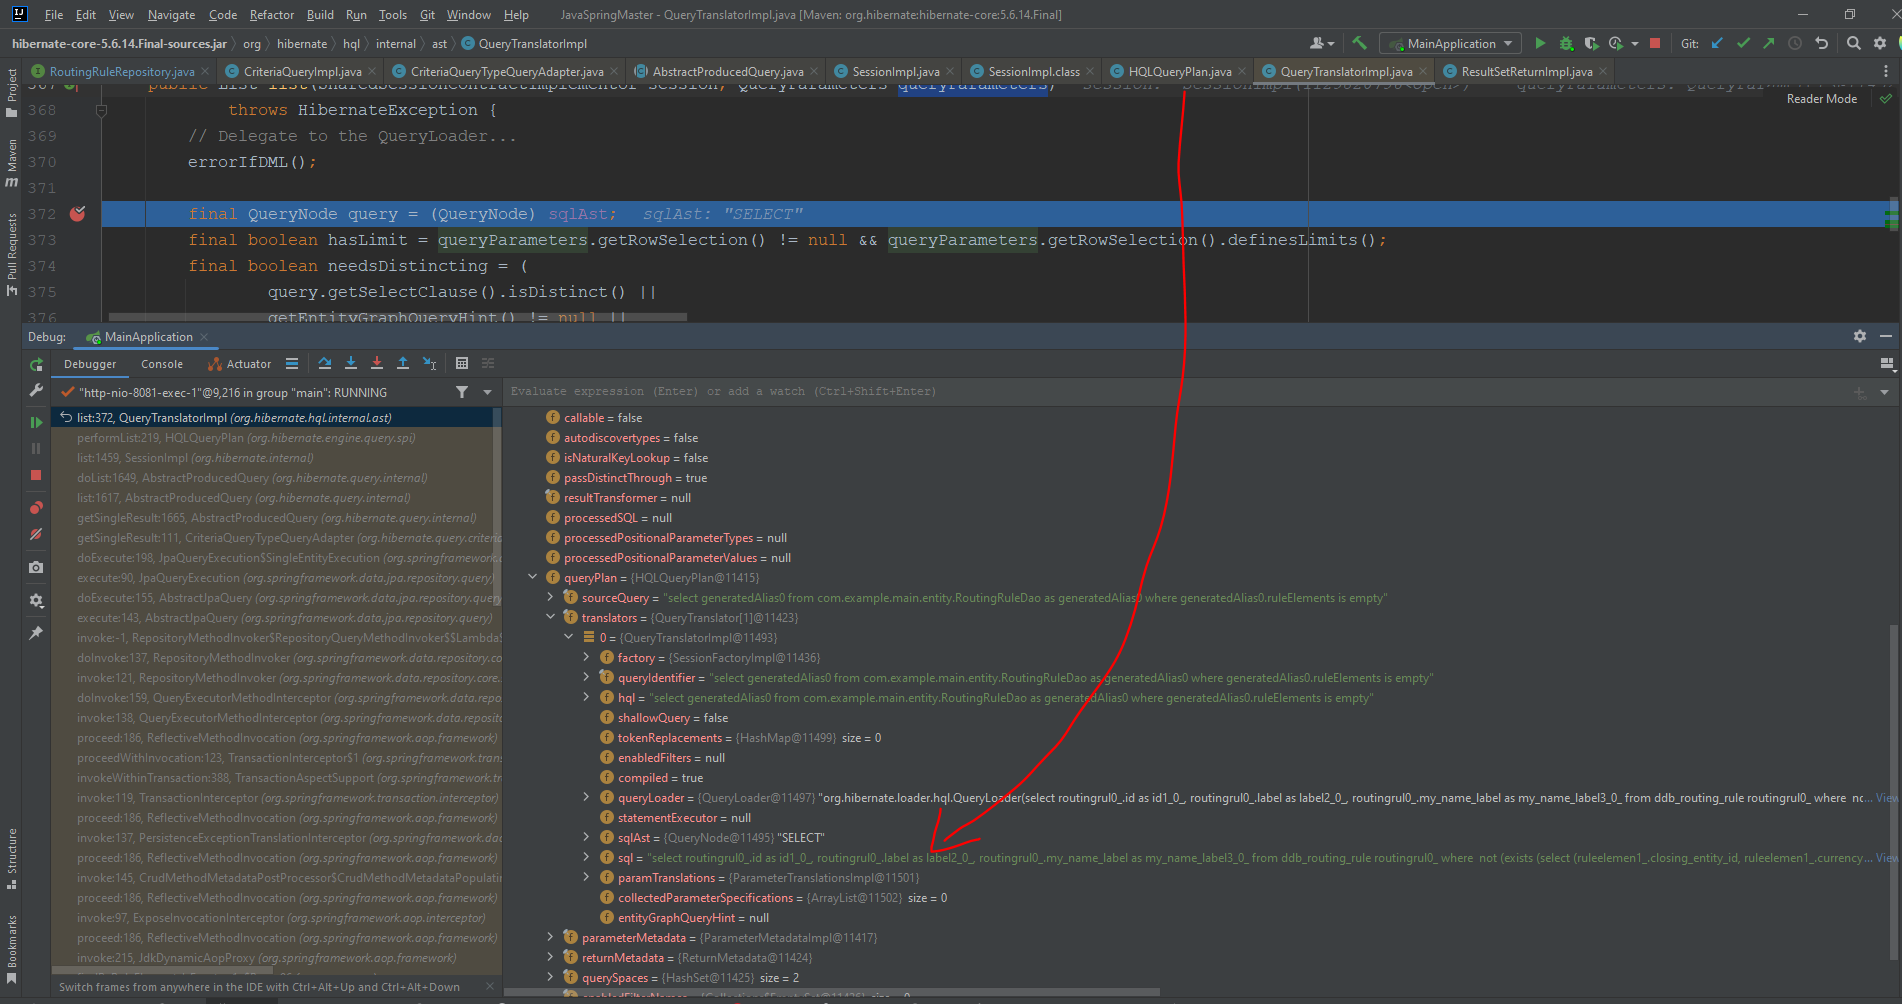 File Edit View Navigate Code Refactor Build Run Tools Git Window Help JavaSpringMaster - QueryTranslatorImpl.java [Maven: org.hibernate:hibernate-core:5.6.14.Final]
hibernate-core-5.6.14.Final-sources.jar org hibernate hql internal ast QueryTranslatorImpl MainApplication Git:
RoutingRuleRepository.java CriteriaQueryImpl.java CriteriaQueryTypeQueryAdapter.java AbstractProducedQuery.java SessionImpl.java SessionImpl.class HQLQueryPlan.java QueryTranslatorImpl.java ResultSetReturnImpl.java
Project
Maven
Pull Requests
Structure
Bookmarks
Reader Mode
367 public List list(SharedSessionContractImplementor session, QueryParameters queryParameters)
368 throws HibernateException {
369 // Delegate to the QueryLoader...
370 errorIfDML();
371
372 final QueryNode query = (QueryNode) sqlAst; sqlAst: "SELECT"
373 final boolean hasLimit = queryParameters.getRowSelection() != null && queryParameters.getRowSelection().definesLimits();
374 final boolean needsDistincting = (
375 query.getSelectClause().isDistinct() ||
376 getEntityGraphQueryHint() != null ||
Debug: MainApplication
Debugger Console Actuator
"http-nio-8081-exec-1"@9,216 in group "main": RUNNING
list:372, QueryTranslatorImpl (org.hibernate.hql.internal.ast)
performList:219, HQLQueryPlan (org.hibernate.engine.query.spi)
list:1459, SessionImpl (org.hibernate.internal)
doList:1649, AbstractProducedQuery (org.hibernate.query.internal)
list:1617, AbstractProducedQuery (org.hibernate.query.internal)
getSingleResult:1665, AbstractProducedQuery (org.hibernate.query.internal)
getSingleResult:111, CriteriaQueryTypeQueryAdapter (org.hibernate.query.criteri
doExecute:198, JpaQueryExecution$SingleEntityExecution (org.springframework.
execute:90, JpaQueryExecution (org.springframework.data.jpa.repository.query)
doExecute:155, AbstractJpaQuery (org.springframework.data.jpa.repository.query
execute:143, AbstractJpaQuery (org.springframework.data.jpa.repository.query)
invoke:-1, RepositoryMethodInvoker$RepositoryQueryMethodInvoker$$Lambda$
doInvoke:137, RepositoryMethodInvoker (org.springframework.data.repository.co
invoke:121, RepositoryMethodInvoker (org.springframework.data.repository.core.
doInvoke:159, QueryExecutorMethodInterceptor (org.springframework.data.repo
invoke:138, QueryExecutorMethodInterceptor (org.springframework.data.reposit
proceed:186, ReflectiveMethodInvocation (org.springframework.aop.framework)
proceedWithInvocation:123, TransactionInterceptor$1 (org.springframework.trans
invokeWithinTransaction:388, TransactionAspectSupport (org.springframework.tr
invoke:119, TransactionInterceptor (org.springframework.transaction.interceptor)
proceed:186, ReflectiveMethodInvocation (org.springframework.aop.framework)
invoke:137, PersistenceExceptionTranslationInterceptor (org.springframework.dao
proceed:186, ReflectiveMethodInvocation (org.springframework.aop.framework)
invoke:145, CrudMethodMetadataPostProcessor$CrudMethodMetadataPopulatin
proceed:186, ReflectiveMethodInvocation (org.springframework.aop.framework)
invoke:97, ExposeInvocationInterceptor (org.springframework.aop.interceptor)
proceed:186, ReflectiveMethodInvocation (org.springframework.aop.framework)
invoke:215, JdkDynamicAopProxy (org.springframework.aop.framework)
Switch frames from anywhere in the IDE with Ctrl+Alt+Up and Ctrl+Alt+Down
Evaluate expression (Enter) or add a watch (Ctrl+Shift+Enter)
callable = false
autodiscovertypes = false
isNaturalKeyLookup = false
passDistinctThrough = true
resultTransformer = null
processedSQL = null
processedPositionalParameterTypes = null
processedPositionalParameterValues = null
queryPlan = {HQLQueryPlan@11415}
sourceQuery = "select generatedAlias0 from com.example.main.entity.RoutingRuleDao as generatedAlias0 where generatedAlias0.ruleElements is empty"
translators = {QueryTranslator[1]@11423}
0 = {QueryTranslatorImpl@11493}
factory = {SessionFactoryImpl@11436}
queryIdentifier = "select generatedAlias0 from com.example.main.entity.RoutingRuleDao as generatedAlias0 where generatedAlias0.ruleElements is empty"
hql = "select generatedAlias0 from com.example.main.entity.RoutingRuleDao as generatedAlias0 where generatedAlias0.ruleElements is empty"
shallowQuery = false
tokenReplacements = {HashMap@11499} size = 0
enabledFilters = null
compiled = true
queryLoader = {QueryLoader@11497} "org.hibernate.loader.hql.QueryLoader(select routingrul0_.id as id1_0_, routingrul0_.label as label2_0_, routingrul0_.my_name_label as my_name_label3_0_ from ddb_routing_rule routingrul0_ where no... View
statementExecutor = null
sqlAst = {QueryNode@11495} "SELECT"
sql = "select routingrul0_.id as id1_0_, routingrul0_.label as label2_0_, routingrul0_.my_name_label as my_name_label3_0_ from ddb_routing_rule routingrul0_ where not (exists (select (ruleelemen1_.closing_entity_id, ruleelemen1_.currency... View
paramTranslations = {ParameterTranslationsImpl@11501}
collectedParameterSpecifications = {ArrayList@11502} size = 0
entityGraphQueryHint = null
parameterMetadata = {ParameterMetadataImpl@11417}
returnMetadata = {ReturnMetadata@11424}
querySpaces = {HashSet@11425} size = 2